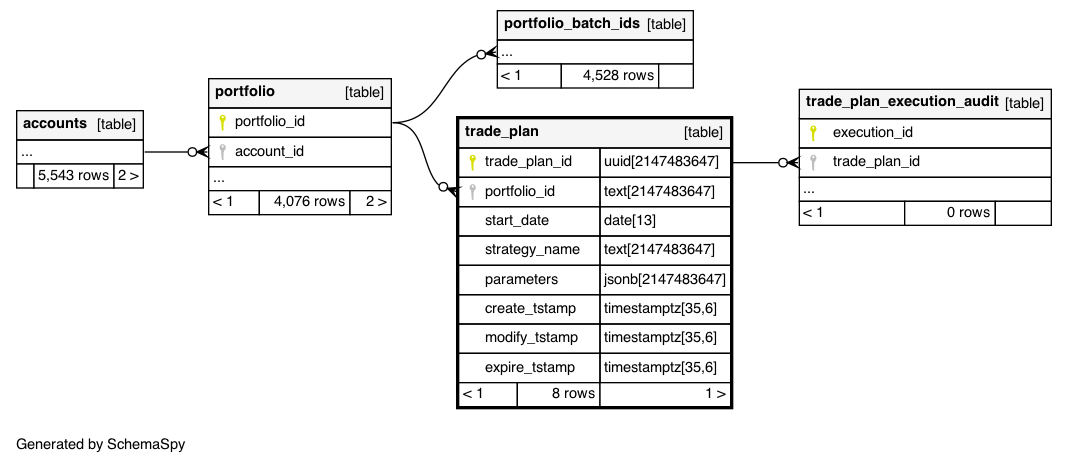 portfolio_batch_ids [table]
...
< 1 4,528 rows
portfolio [table]
portfolio_id
account_id
...
< 1 4,076 rows 2 >
accounts [table]
...
5,543 rows 2 >
trade_plan [table]
trade_plan_id uuid[2147483647]
portfolio_id text[2147483647]
start_date date[13]
strategy_name text[2147483647]
parameters jsonb[2147483647]
create_tstamp timestamptz[35,6]
modify_tstamp timestamptz[35,6]
expire_tstamp timestamptz[35,6]
< 1 8 rows 1 >
trade_plan_execution_audit [table]
execution_id
trade_plan_id
...
< 1 0 rows
Generated by SchemaSpy